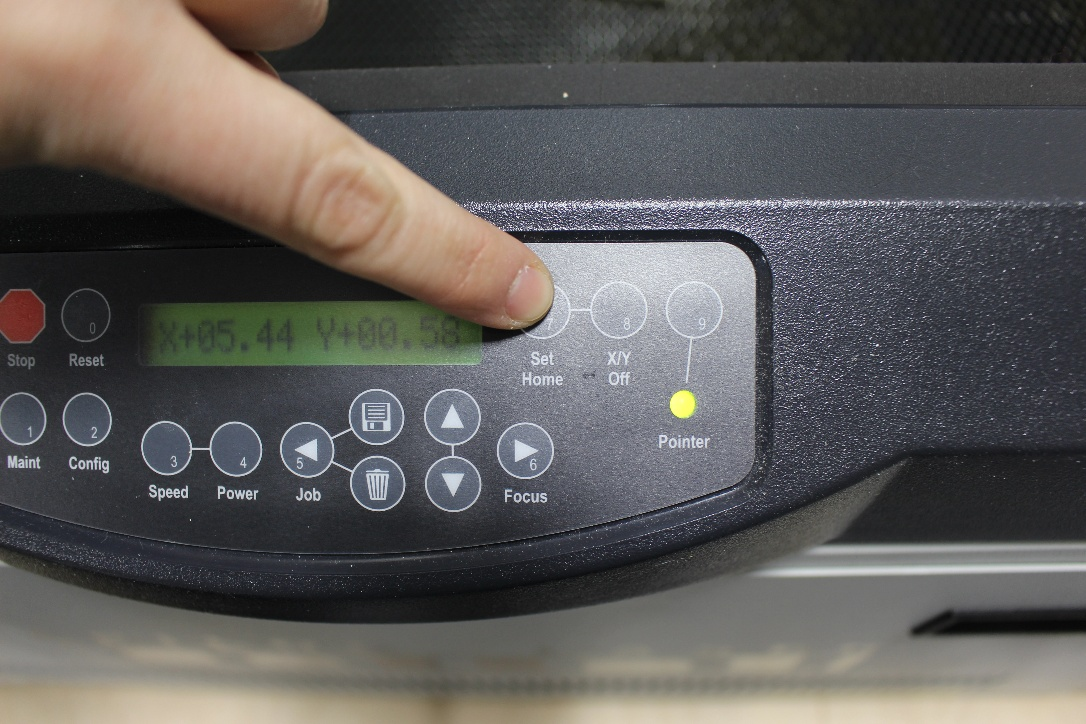 X+05.44 Y+00.58
Stop
0
Reset
7
Set
Home
8
X/Y
Off
9
Pointer
1
Maint
2
Config
3
Speed
4
Power
5
Job
6
Focus